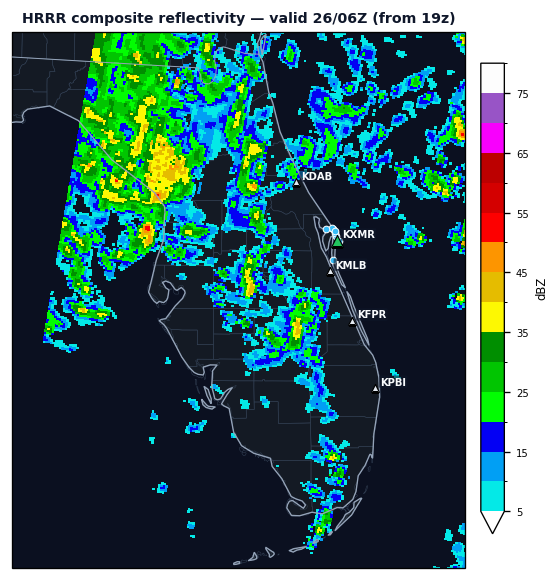 HRRR composite reflectivity — valid 26/06Z (from 19z)
KDAB
KXMR
KMLB
KFPR
KPBI
75
65
55
45
35
25
15
5
dBZ